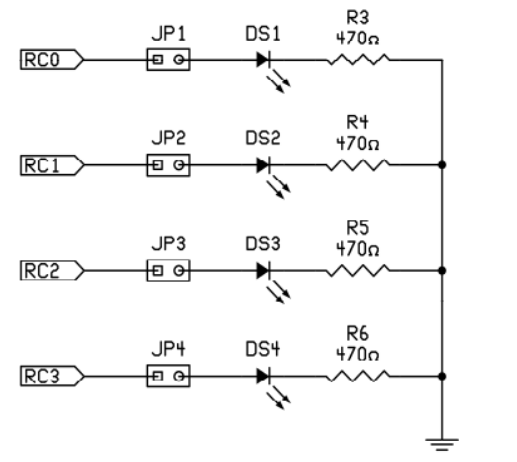 R3
JP1 DS1 470Ω
RC0
R4
JP2 DS2 470Ω
RC1
R5
JP3 DS3 470Ω
RC2
R6
JP4 DS4 470Ω
RC3